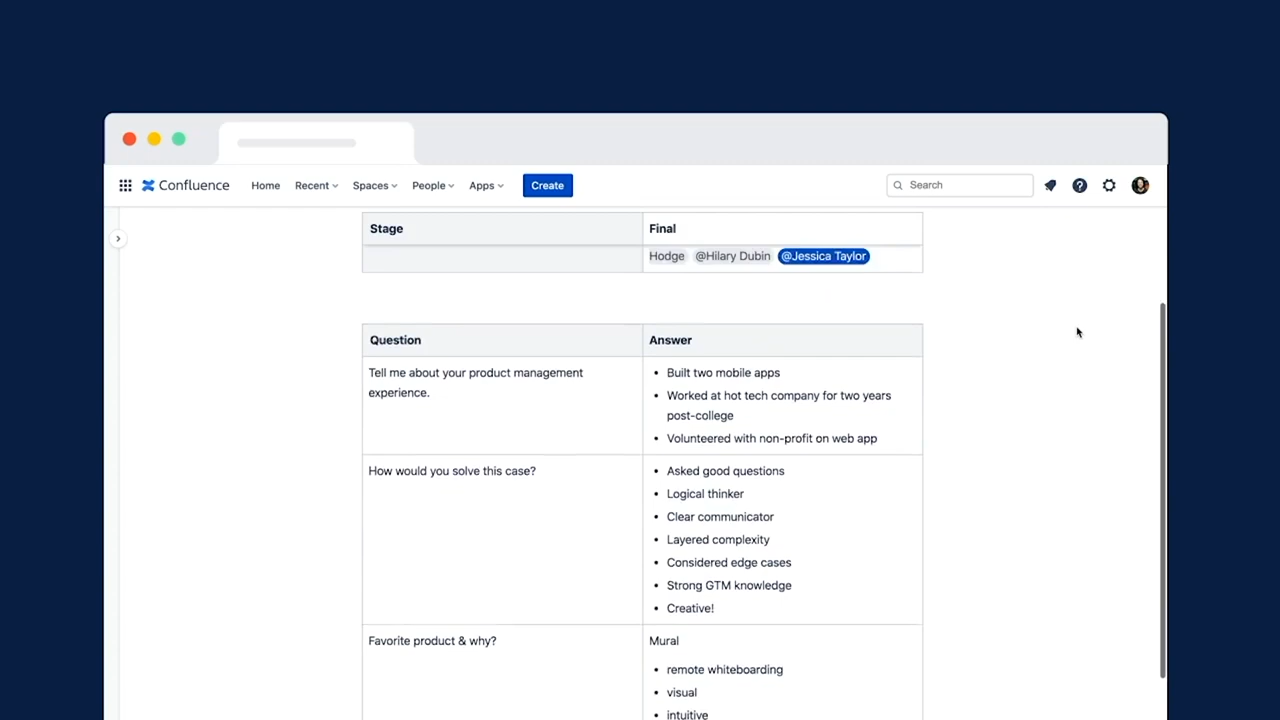 Confluence Home Recent Spaces People Apps Create Search
Stage Final
Hodge @Hilary Dubin @Jessica Taylor
Question Answer
Tell me about your product management
experience.
• Built two mobile apps
• Worked at hot tech company for two years
post-college
• Volunteered with non-profit on web app
How would you solve this case?
• Asked good questions
• Logical thinker
• Clear communicator
• Layered complexity
• Considered edge cases
• Strong GTM knowledge
• Creative!
Favorite product & why?
Mural
• remote whiteboarding
• visual
• intuitive